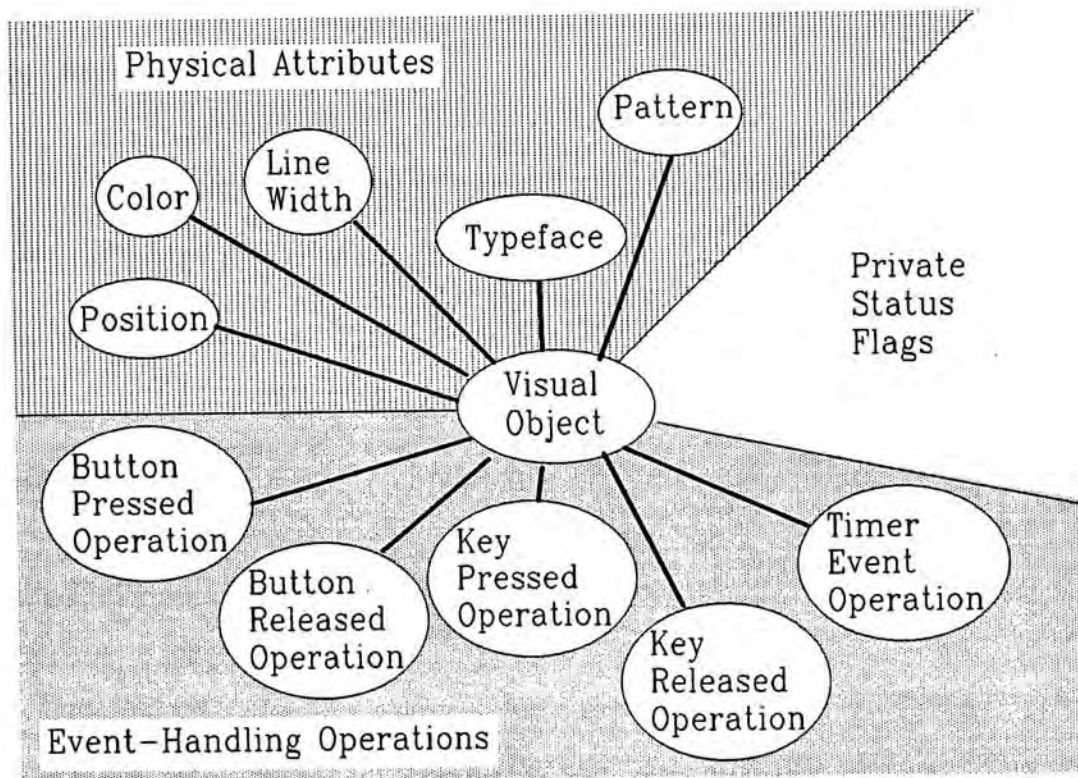 Physical Attributes
Pattern
Line
Width
Color
Typeface
Position
Private
Status
Flags
Visual
Object
Button
Pressed
Operation
Button
Released
Operation
Key
Pressed
Operation
Key
Released
Operation
Timer
Event
Operation
Event-Handling Operations